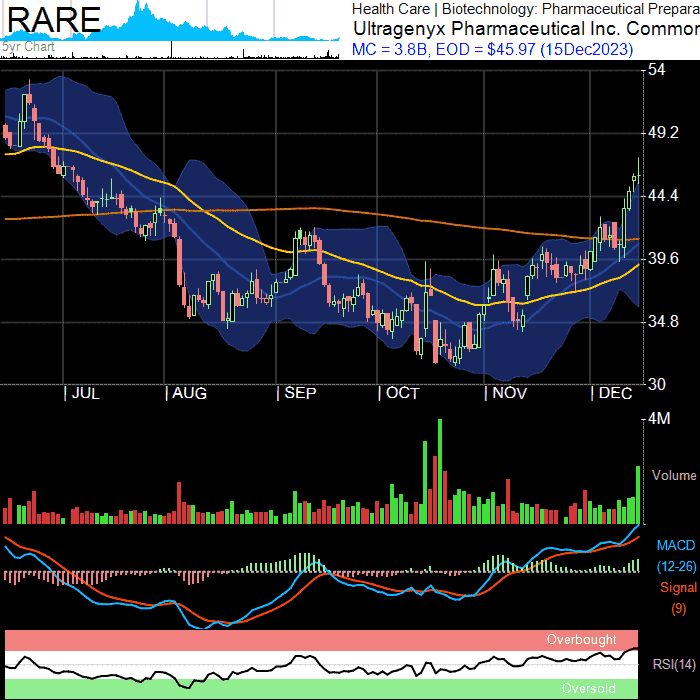 RARE
5yr Chart
Health Care | Biotechnology: Pharmaceutical Prepara
Ultragenyx Pharmaceutical Inc. Common
MC = 3.8B, EOD = $45.97 (15Dec2023)
54
49.2
44.4
39.6
34.8
30
| JUL | AUG | SEP | OCT | NOV | DEC
4M
Volume
MACD
(12-26)
Signal
(9)
Overbought
RSI(14)
Oversold